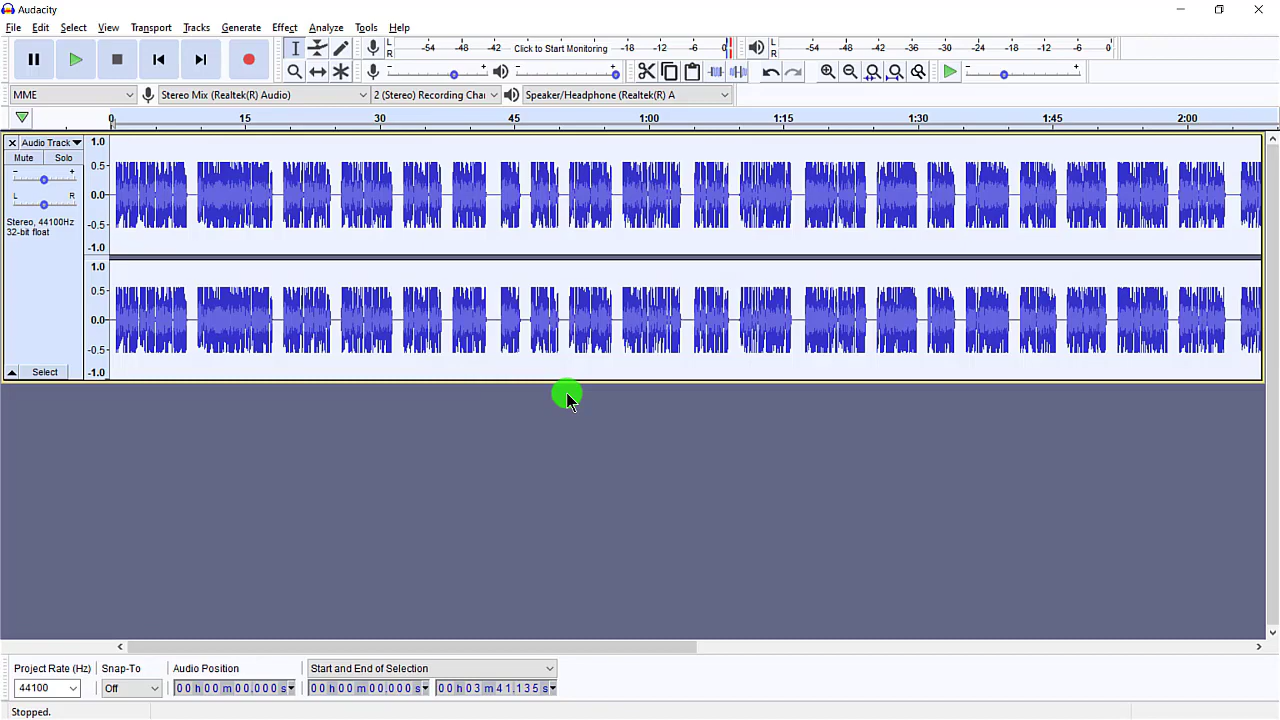 Audacity
File Edit Select View Transport Tracks Generate Effect Analyze Tools Help
L R -54 -48 -42 Click to Start Monitoring -18 -12 -6 0 L R -54 -48 -42 -36 -30 -24 -18 -12 -6 0
- + - + - +
MME Stereo Mix (Realtek(R) Audio) 2 (Stereo) Recording Char Speaker/Headphone (Realtek(R) A
0 15 30 45 1:00 1:15 1:30 1:45 2:00
Audio Track 1.0
Mute Solo 0.5
- + 0.0
L R -0.5
Stereo, 44100Hz
32-bit float
-1.0
1.0
0.5
0.0
-0.5
Select -1.0
Project Rate (Hz) Snap-To Audio Position Start and End of Selection
44100 Off 00 h 00 m 00.000 s 00 h 00 m 00.000 s 00 h 03 m 41.135 s
Stopped.